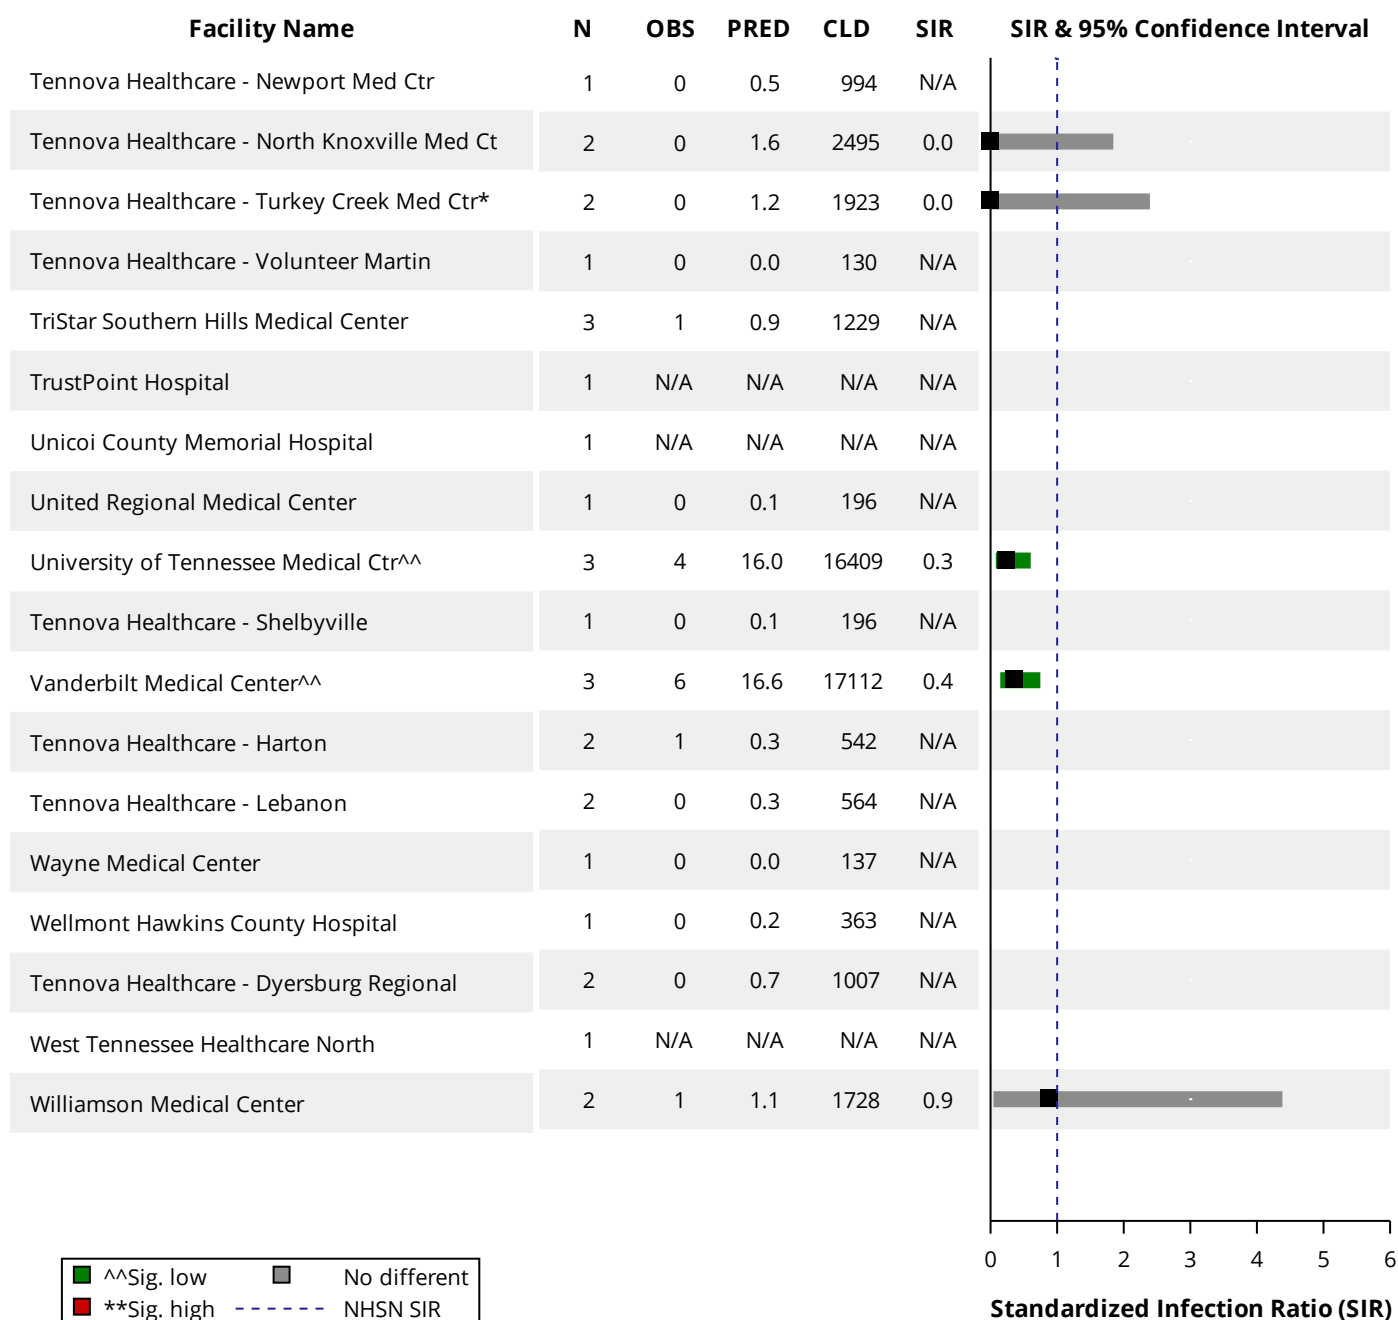 Facility Name N OBS PRED CLD SIR SIR & 95% Confidence Interval
Tennova Healthcare - Newport Med Ctr 1 0 0.5 994 N/A
Tennova Healthcare - North Knoxville Med Ct 2 0 1.6 2495 0.0
Tennova Healthcare - Turkey Creek Med Ctr* 2 0 1.2 1923 0.0
Tennova Healthcare - Volunteer Martin 1 0 0.0 130 N/A
TriStar Southern Hills Medical Center 3 1 0.9 1229 N/A
TrustPoint Hospital 1 N/A N/A N/A N/A
Unicoi County Memorial Hospital 1 N/A N/A N/A N/A
United Regional Medical Center 1 0 0.1 196 N/A
University of Tennessee Medical Ctr^^ 3 4 16.0 16409 0.3
Tennova Healthcare - Shelbyville 1 0 0.1 196 N/A
Vanderbilt Medical Center^^ 3 6 16.6 17112 0.4
Tennova Healthcare - Harton 2 1 0.3 542 N/A
Tennova Healthcare - Lebanon 2 0 0.3 564 N/A
Wayne Medical Center 1 0 0.0 137 N/A
Wellmont Hawkins County Hospital 1 0 0.2 363 N/A
Tennova Healthcare - Dyersburg Regional 2 0 0.7 1007 N/A
West Tennessee Healthcare North 1 N/A N/A N/A N/A
Williamson Medical Center 2 1 1.1 1728 0.9
0 1 2 3 4 5 6
Standardized Infection Ratio (SIR)
^^Sig. low No different
**Sig. high NHSN SIR